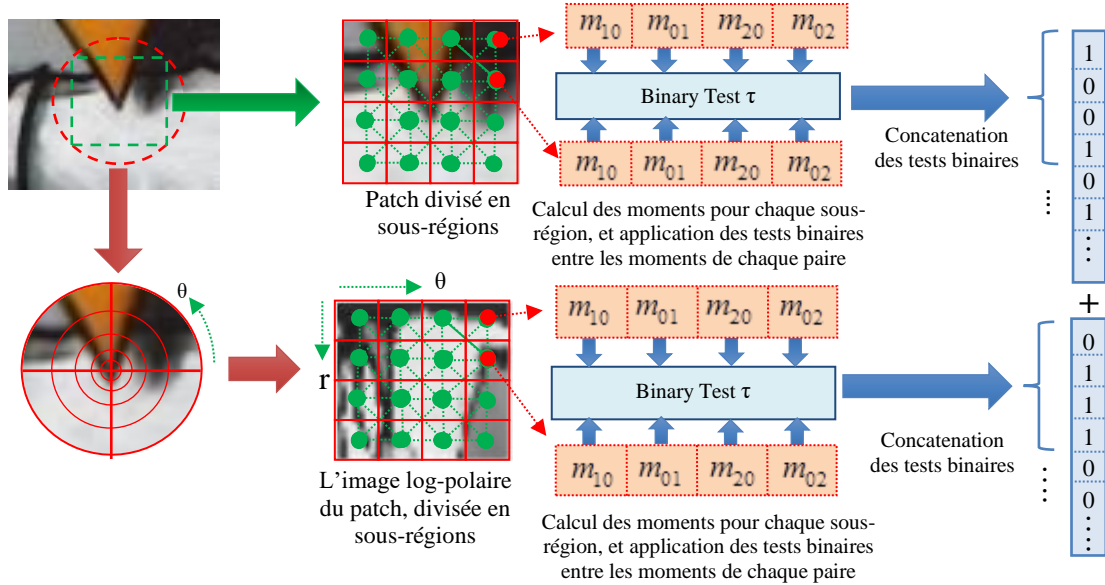 m10 m01 m20 m02
Binary Test τ
m10 m01 m20 m02
Patch divisé en
sous-régions
Calcul des moments pour chaque sous-
région, et application des tests binaires
entre les moments de chaque paire
Concatenation
des tests binaires
1
0
0
1
0
1
+
θ
θ
r
L’image log-polaire
du patch, divisée en
sous-régions
m10 m01 m20 m02
Binary Test τ
m10 m01 m20 m02
Calcul des moments pour chaque sous-
région, et application des tests binaires
entre les moments de chaque paire
Concatenation
des tests binaires
0
1
1
1
0
0